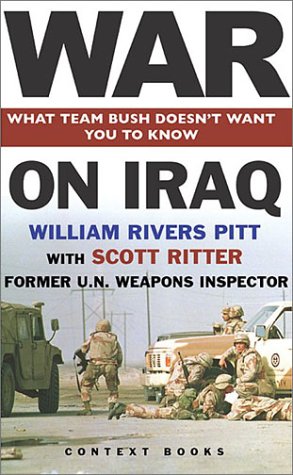 WAR
WHAT TEAM BUSH DOESN'T WANT
YOU TO KNOW
ON IRAQ
WILLIAM RIVERS PITT
WITH SCOTT RITTER
FORMER U.N. WEAPONS INSPECTOR
CONTEXT BOOKS